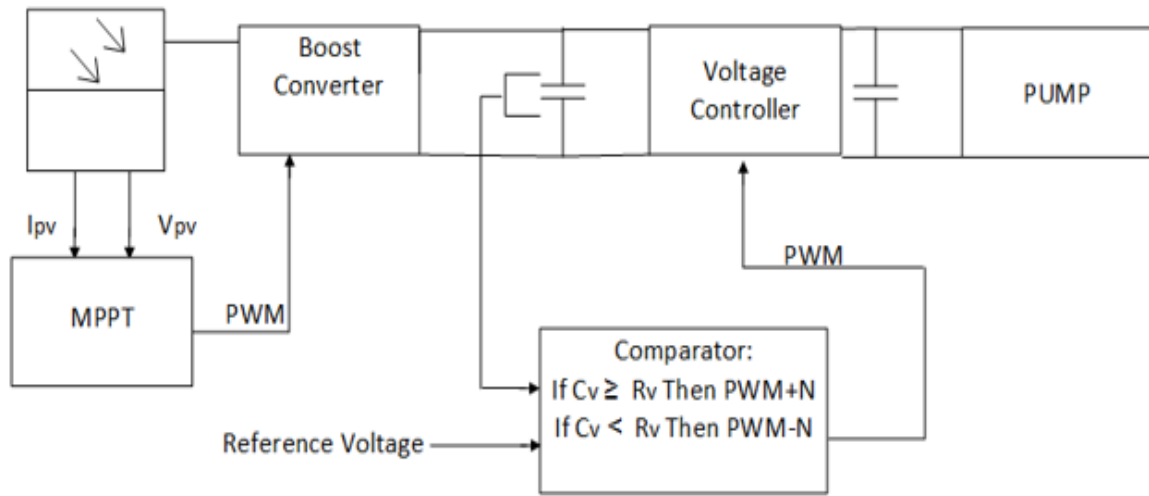 Boost
Converter
Voltage
Controller
PUMP
Ipv
Vpv
MPPT
PWM
PWM
Comparator:
If Cv ≥ Rv Then PWM+N
If Cv < Rv Then PWM-N
Reference Voltage